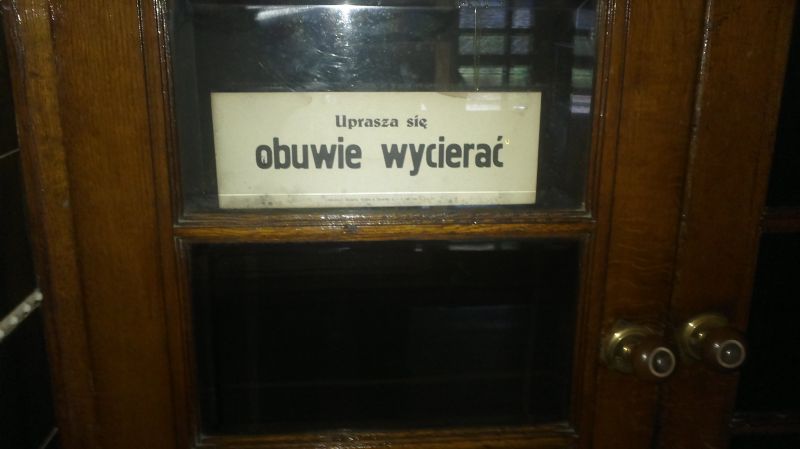 Uprasza się
obuwie wycierać